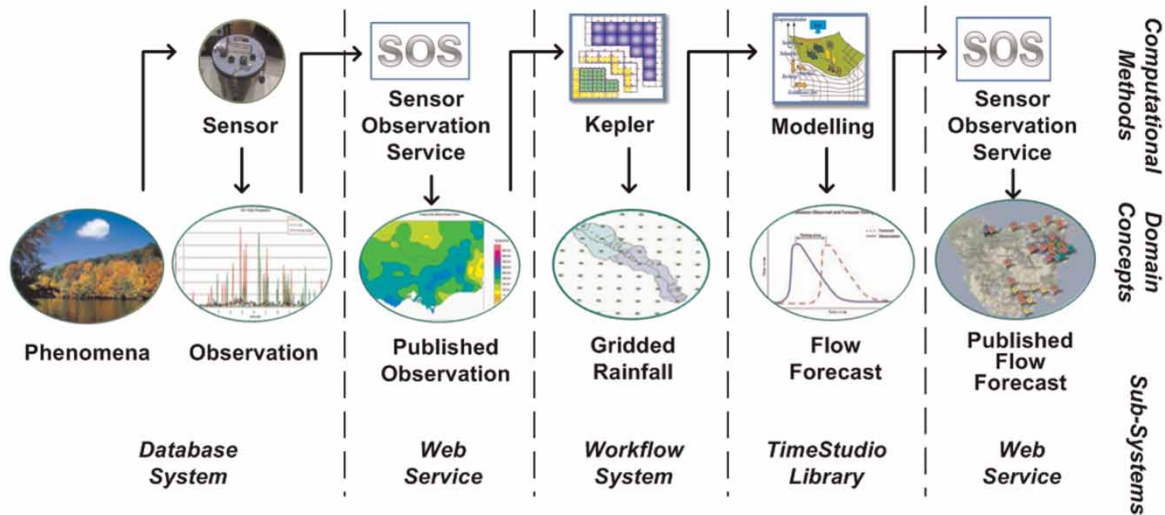 SOS
SOS
Sensor
Sensor
Observation
Service
Kepler
Modelling
Sensor
Observation
Service
Computational
Methods
Phenomena
Observation
Published
Observation
Gridded
Rainfall
Flow
Forecast
Published
Flow
Forecast
Domain
Concepts
Database
System
Web
Service
Workflow
System
TimeStudio
Library
Web
Service
Sub-Systems